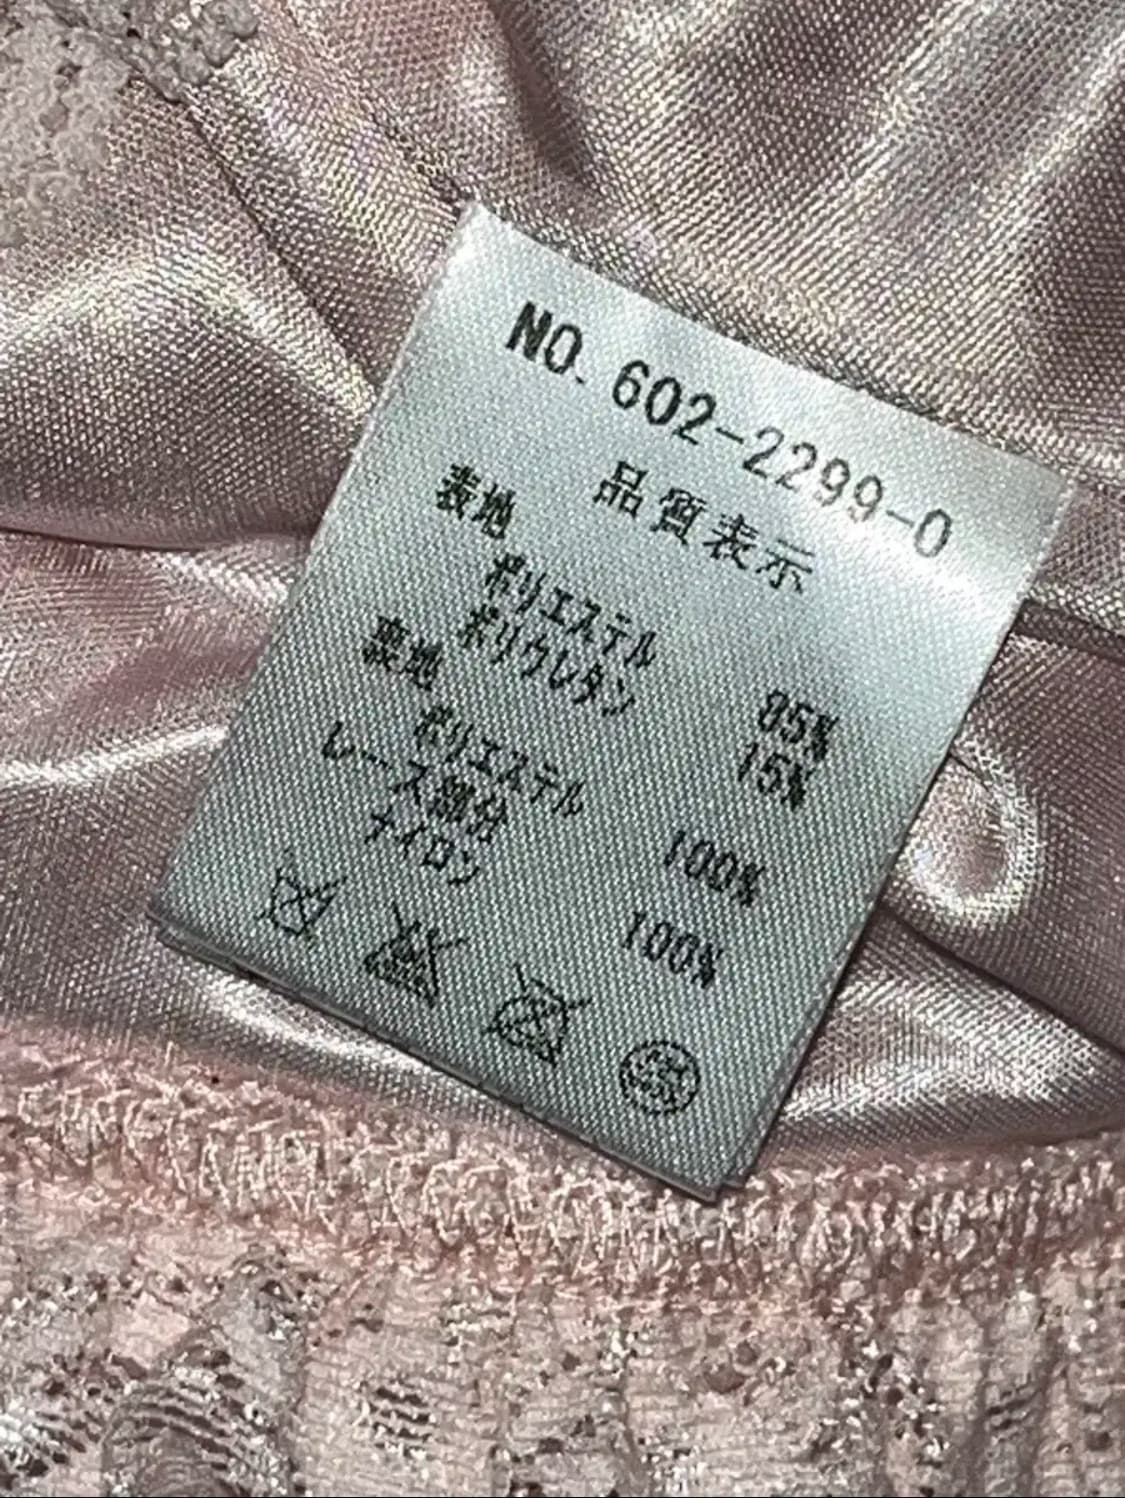 NO. 602-2299-0
品質表示
表地
ポリエステル 85%
ポリウレタン 15%
裏地
ポリエステル 100%
レース部分
ナイロン 100%